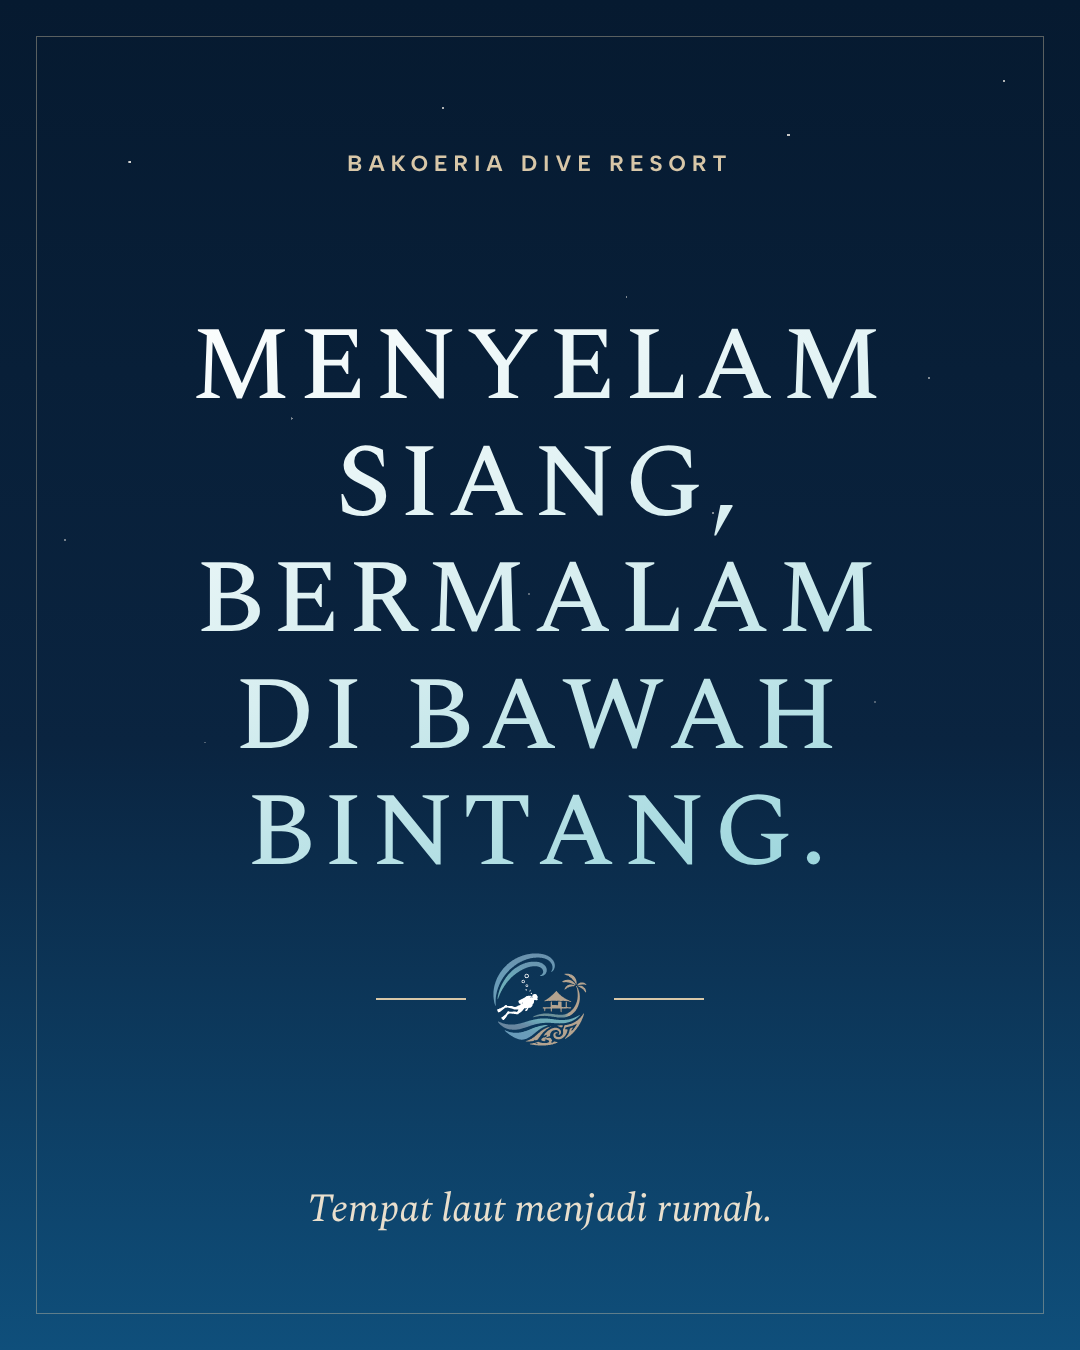 BAKOERIA DIVE RESORT
MENYELAM
SIANG,
BERMALAM
DI BAWAH
BINTANG.
Tempat laut menjadi rumah.